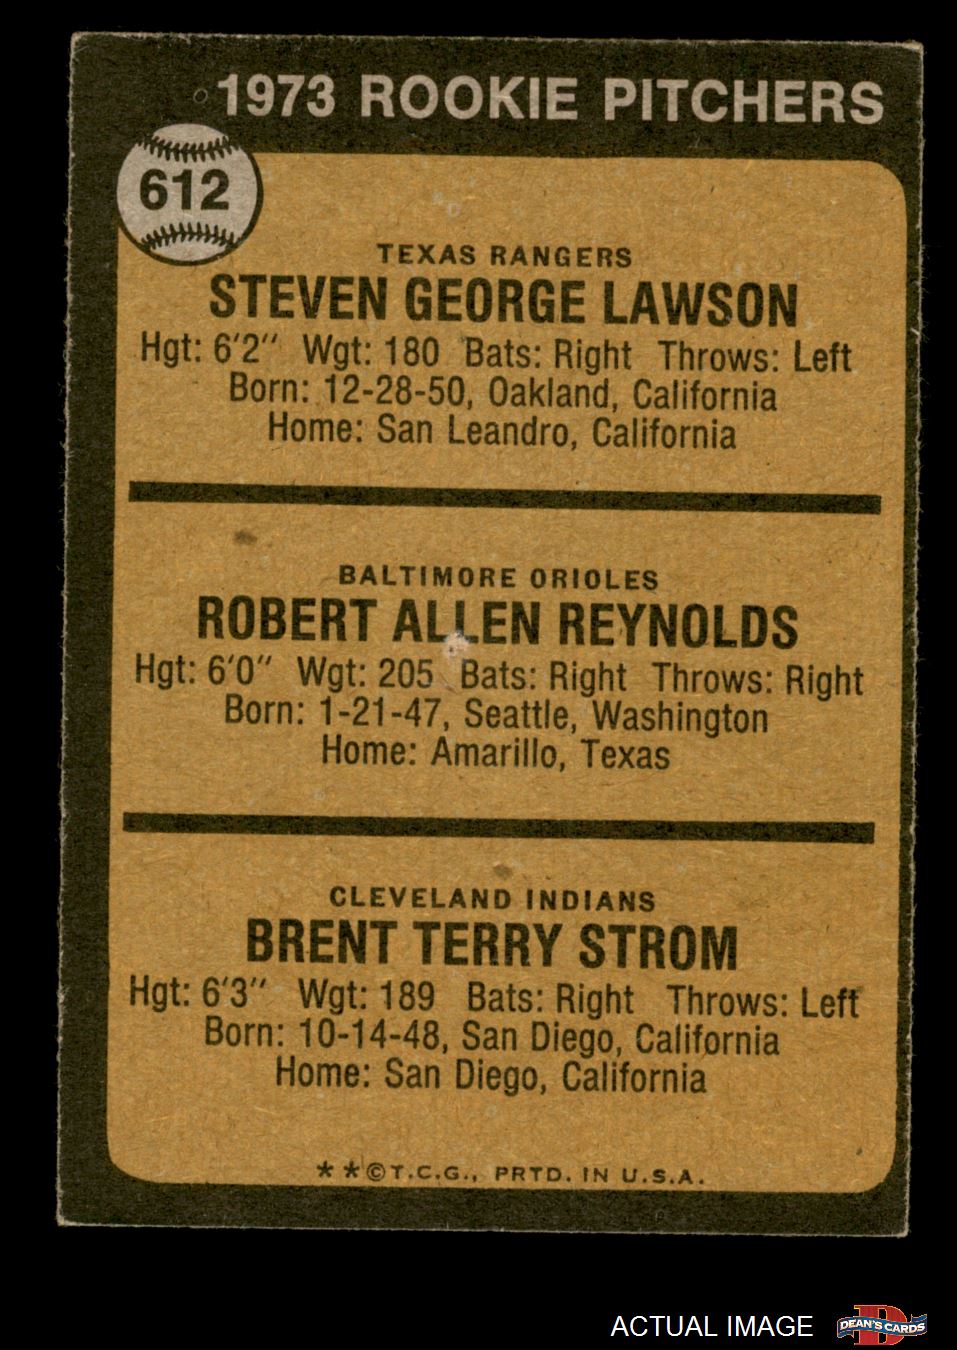 1973 ROOKIE PITCHERS
612
TEXAS RANGERS
STEVEN GEORGE LAWSON
Hgt: 6'2" Wgt: 180 Bats: Right Throws: Left
Born: 12-28-50, Oakland, California
Home: San Leandro, California
BALTIMORE ORIOLES
ROBERT ALLEN REYNOLDS
Hgt: 6'0" Wgt: 205 Bats: Right Throws: Right
Born: 1-21-47, Seattle, Washington
Home: Amarillo, Texas
CLEVELAND INDIANS
BRENT TERRY STROM
Hgt: 6'3" Wgt: 189 Bats: Right Throws: Left
Born: 10-14-48, San Diego, California
Home: San Diego, California
**©T.C.G., PRTD. IN U.S.A.
ACTUAL IMAGE
D
DEAN'S CARDS